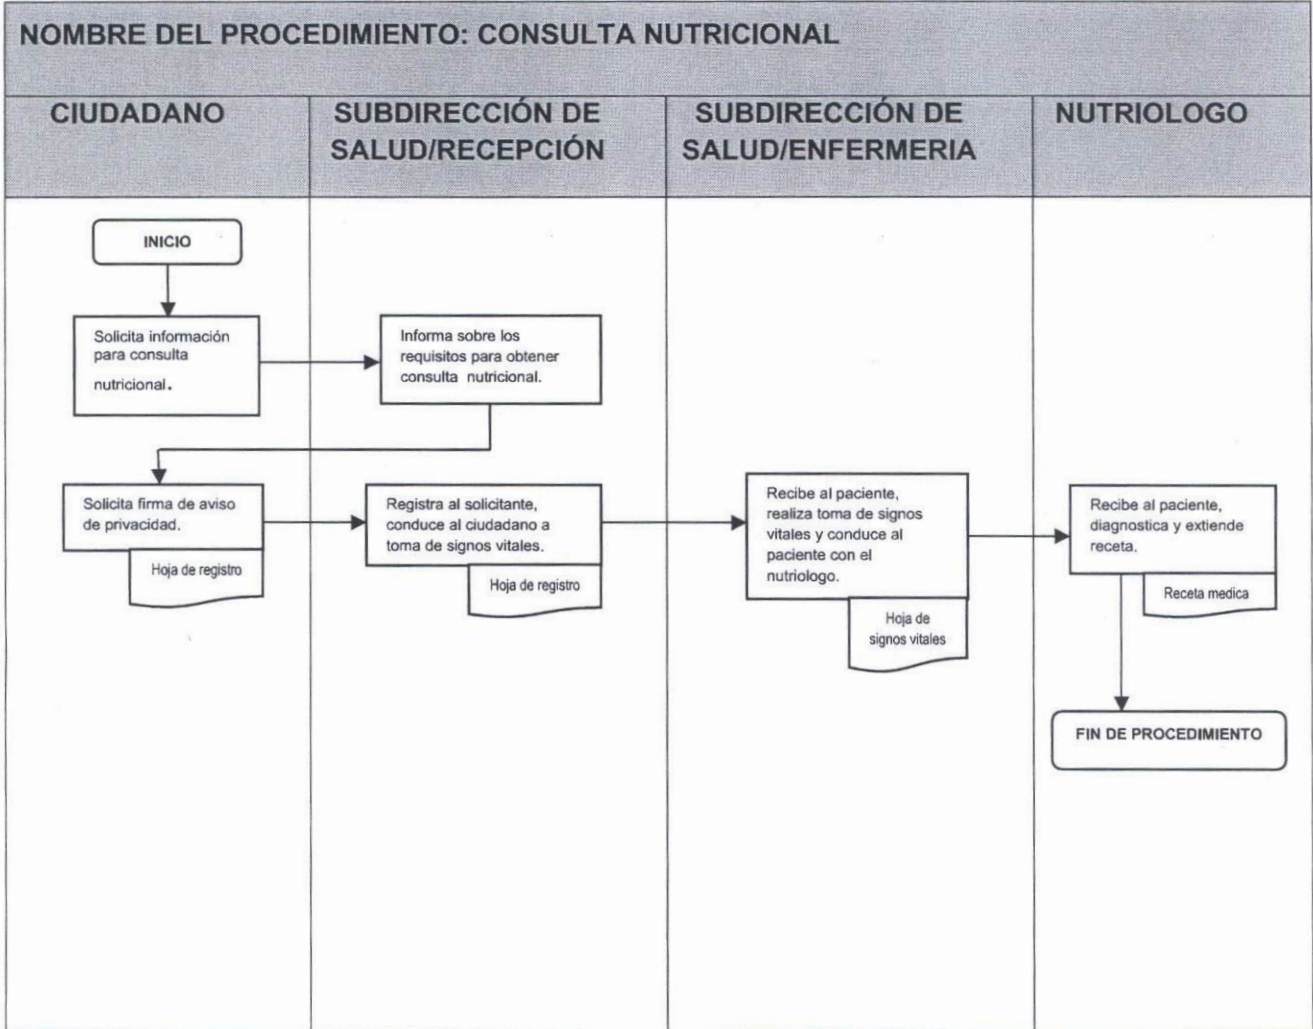 NOMBRE DEL PROCEDIMIENTO: CONSULTA NUTRICIONAL
CIUDADANO
SUBDIRECCIÓN DE
SALUD/RECEPCIÓN
SUBDIRECCIÓN DE
SALUD/ENFERMERIA
NUTRIOLOGO
INICIO
Solicita información
para consulta
nutricional.
Informa sobre los
requisitos para obtener
consulta nutricional.
Solicita firma de aviso
de privacidad.
Hoja de registro
Registra al solicitante,
conduce al ciudadano a
toma de signos vitales.
Hoja de registro
Recibe al paciente,
realiza toma de signos
vitales y conduce al
paciente con el
nutriologo.
Hoja de
signos vitales
Recibe al paciente,
diagnostica y extiende
receta.
Receta medica
FIN DE PROCEDIMIENTO